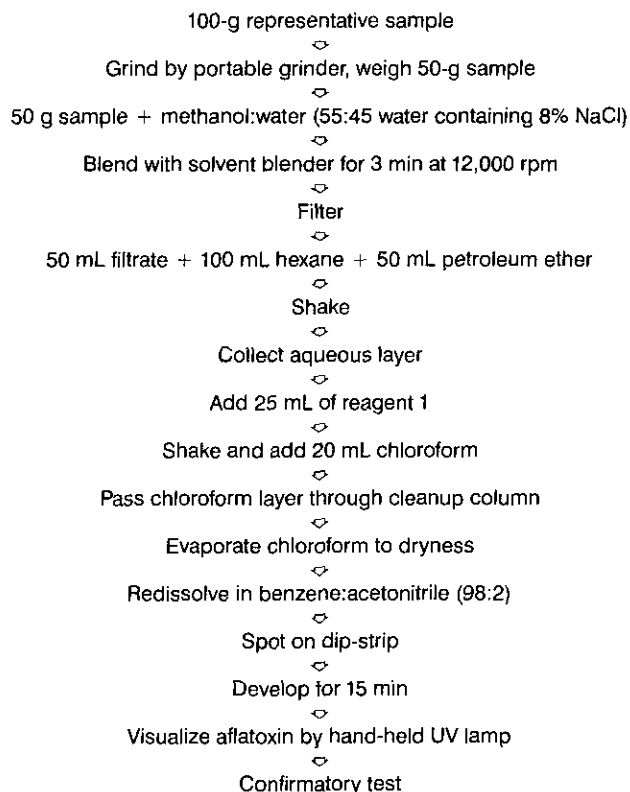 100-g representative sample
Grind by portable grinder, weigh 50-g sample
50 g sample + methanol:water (55:45 water containing 8% NaCl)
Blend with solvent blender for 3 min at 12,000 rpm
Filter
50 mL filtrate + 100 mL hexane + 50 mL petroleum ether
Shake
Collect aqueous layer
Add 25 mL of reagent 1
Shake and add 20 mL chloroform
Pass chloroform layer through cleanup column
Evaporate chloroform to dryness
Redissolve in benzene:acetonitrile (98:2)
Spot on dip-strip
Develop for 15 min
Visualize aflatoxin by hand-held UV lamp
Confirmatory test